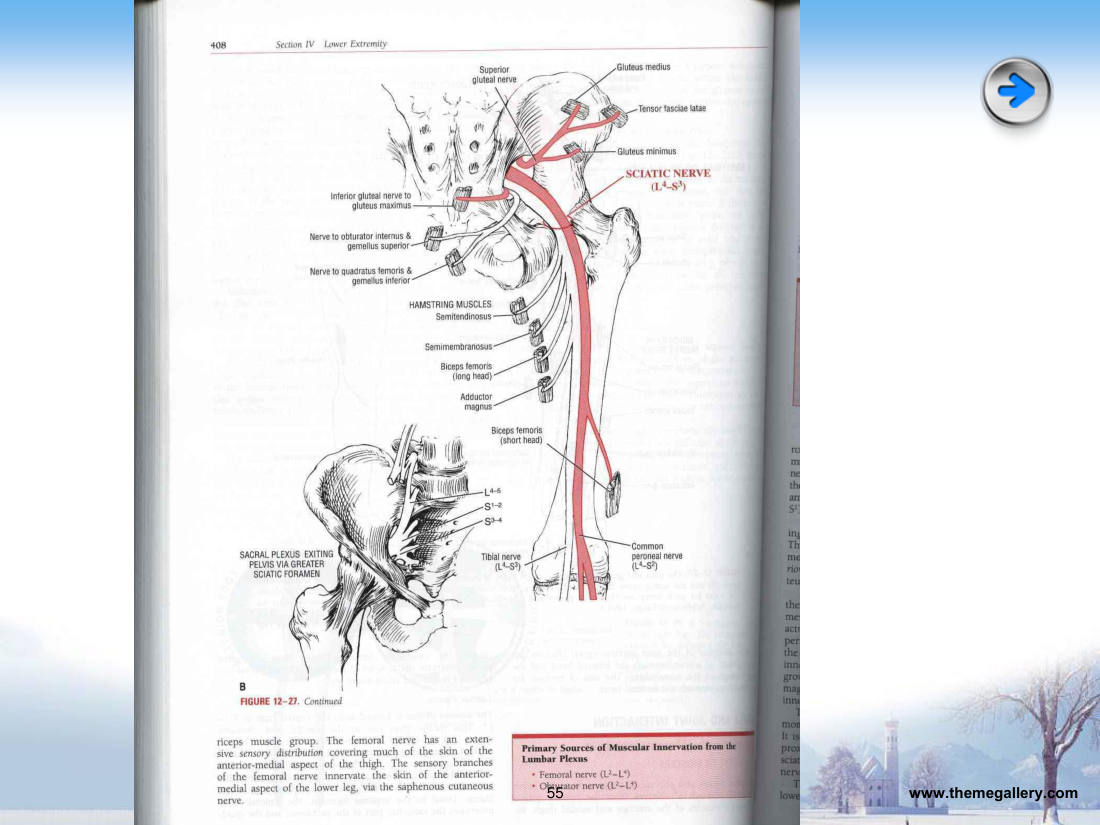 408 Section IV Lower Extremity
Superior
gluteal nerve
Gluteus medius
Tensor fasciae latae
Gluteus minimus
SCIATIC NERVE
(L4–S3)
Inferior gluteal nerve to
gluteus maximus
Nerve to obturator internus &
gemellus superior
Nerve to quadratus femoris &
gemellus inferior
HAMSTRING MUSCLES
Semitendinosus
Semimembranosus
Biceps femoris
(long head)
Adductor
magnus
Biceps femoris
(short head)
L4–5
S1–2
S3–4
SACRAL PLEXUS EXITING
PELVIS VIA GREATER
SCIATIC FORAMEN
Tibial nerve
(L4–S3)
Common
peroneal nerve
(L4–S2)
B
FIGURE 12–27. Continued
riceps muscle group. The femoral nerve has an exten-
sive sensory distribution covering much of the skin of the
anterior-medial aspect of the thigh. The sensory branches
of the femoral nerve innervate the skin of the anterior-
medial aspect of the lower leg, via the saphenous cutaneous
nerve.
Primary Sources of Muscular Innervation from the
Lumbar Plexus
• Femoral nerve (L2–L4)
• Obturator nerve (L2–L4)
55
www.themegallery.com